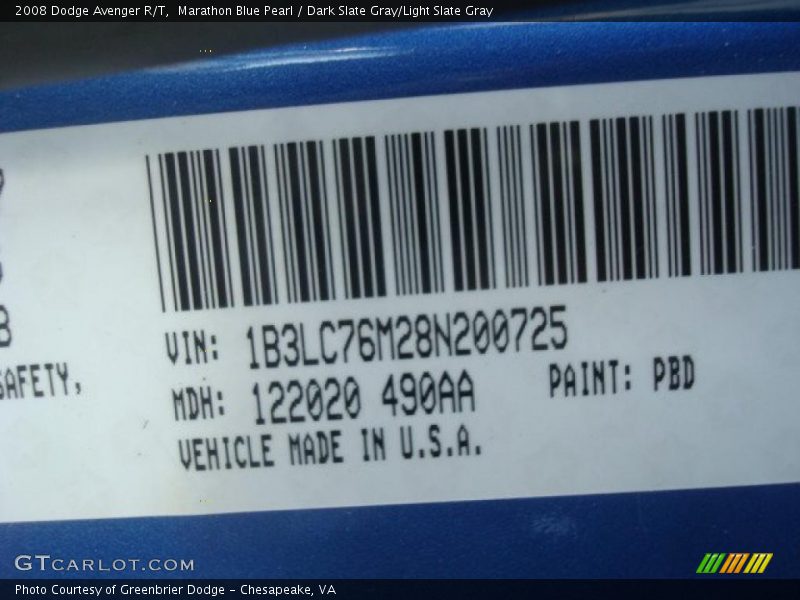 2008 Dodge Avenger R/T,  Marathon Blue Pearl / Dark Slate Gray/Light Slate Gray
SAFETY,
VIN: 1B3LC76M28N200725
MDH: 122020 490AA
PAINT: PBD
VEHICLE MADE IN U.S.A.
GTCARLOT.COM
Photo Courtesy of Greenbrier Dodge - Chesapeake, VA